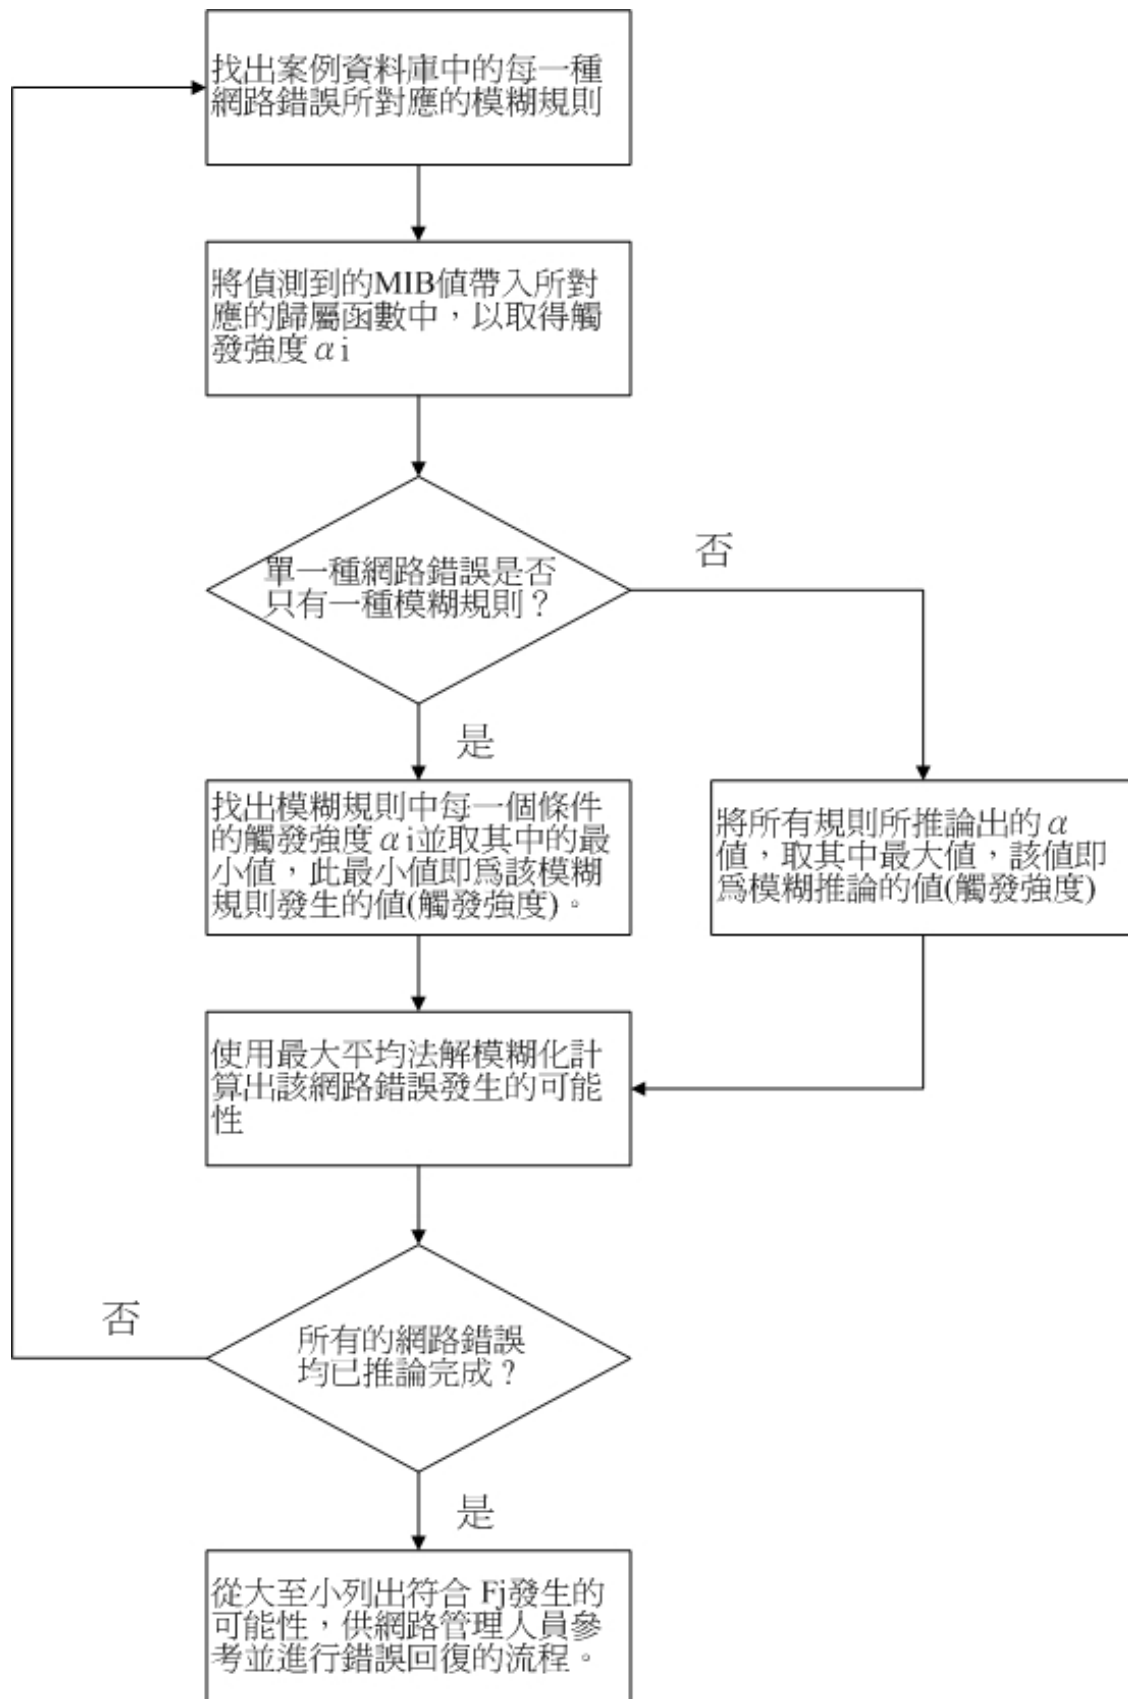 找出案例資料庫中的每一種
網路錯誤所對應的模糊規則
將偵測到的MIB值帶入所對
應的歸屬函數中，以取得觸
發強度αi
單一種網路錯誤是否
只有一種模糊規則？
否
是
找出模糊規則中每一個條件
的觸發強度αi並取其中的最
小值，此最小值即為該模糊
規則發生的值(觸發強度)。
將所有規則所推論出的α
值，取其中最大值，該值即
為模糊推論的值(觸發強度)
使用最大平均法解模糊化計
算出該網路錯誤發生的可能
性
否
所有的網路錯誤
均已推論完成？
是
從大至小列出符合 Fj發生的
可能性，供網路管理人員參
考並進行錯誤回復的流程。